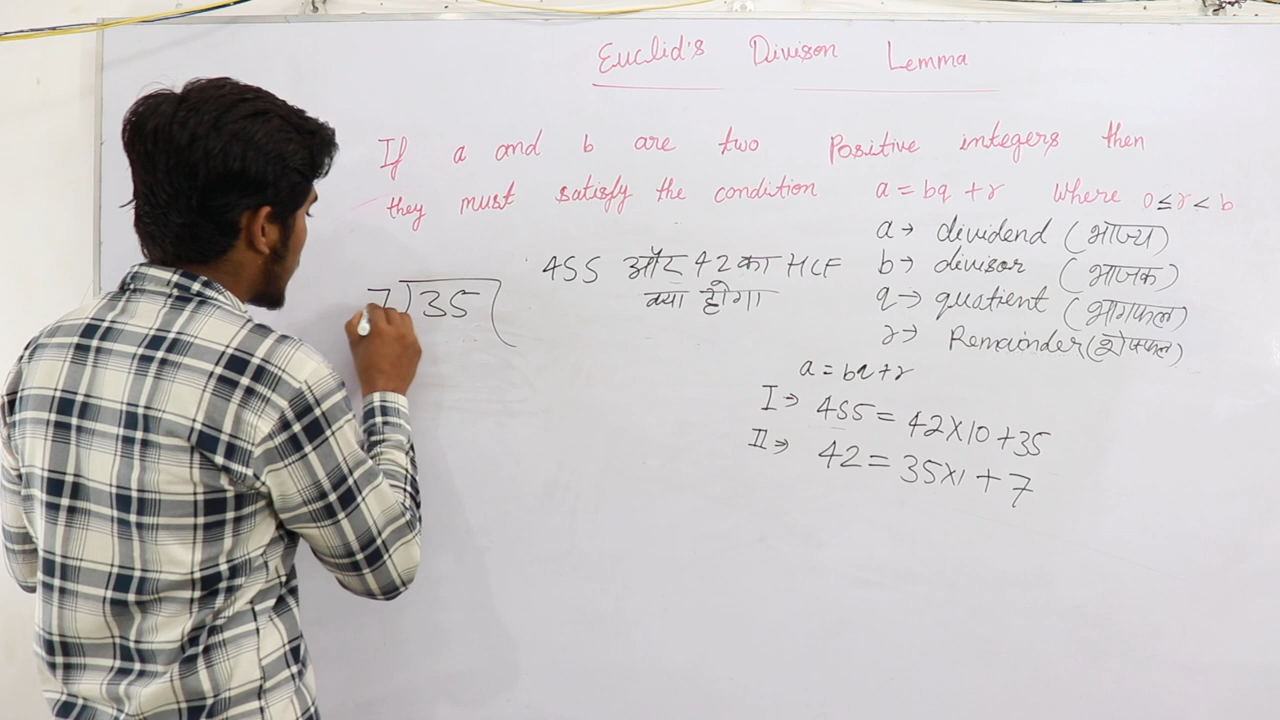 Euclid's Divison Lemma
If a and b are two Positive integers then
they must satisfy the condition a = bq + r where 0 ≤ r < b
a → dividend (भाज्य)
b → divisor (भाजक)
q → quatient (भागफल)
r → Remainder (शेषफल)
455 और 42 का HCF
क्या होगा
7)35(
a = bq + r
I ⇒ 455 = 42×10 + 35
II ⇒ 42 = 35×1 + 7